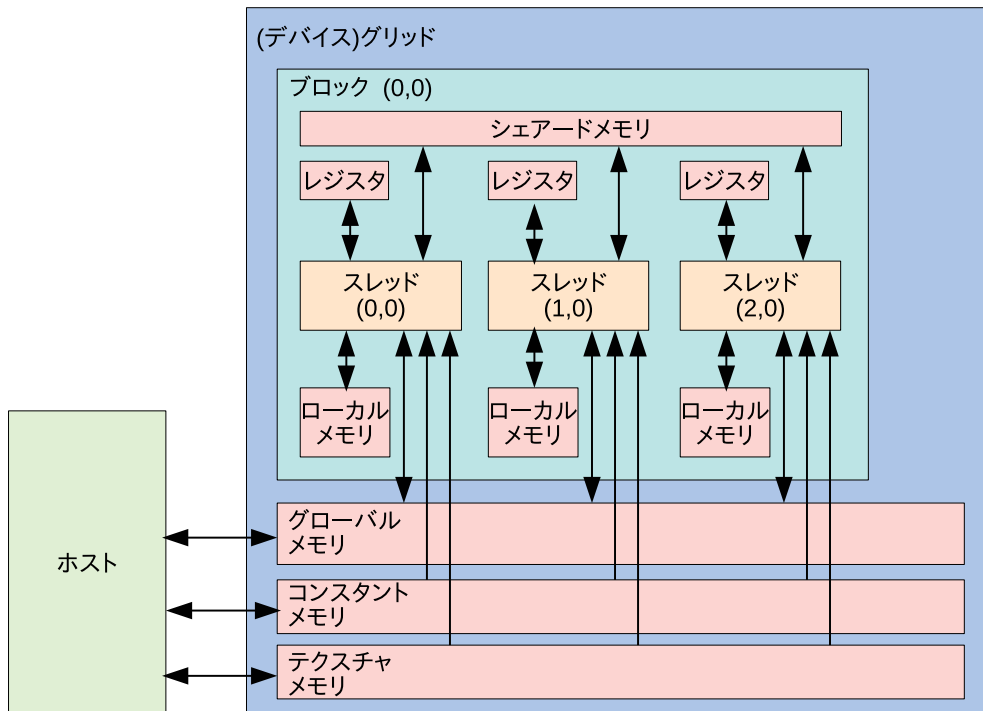 (デバイス)グリッド
ブロック (0,0)
シェアードメモリ
レジスタ
レジスタ
レジスタ
スレッド
(0,0)
スレッド
(1,0)
スレッド
(2,0)
ローカル
メモリ
ローカル
メモリ
ローカル
メモリ
ホスト
グローバル
メモリ
コンスタント
メモリ
テクスチャ
メモリ